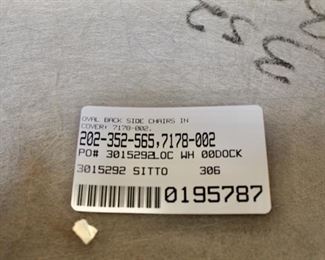 OVAL BACK SIDE CHAIRS IN
COVER: 7178-002.
202-352-565,7178-002
PO# 3015292LOC WH 00DOCK
3015292 SITTO 306
0195787